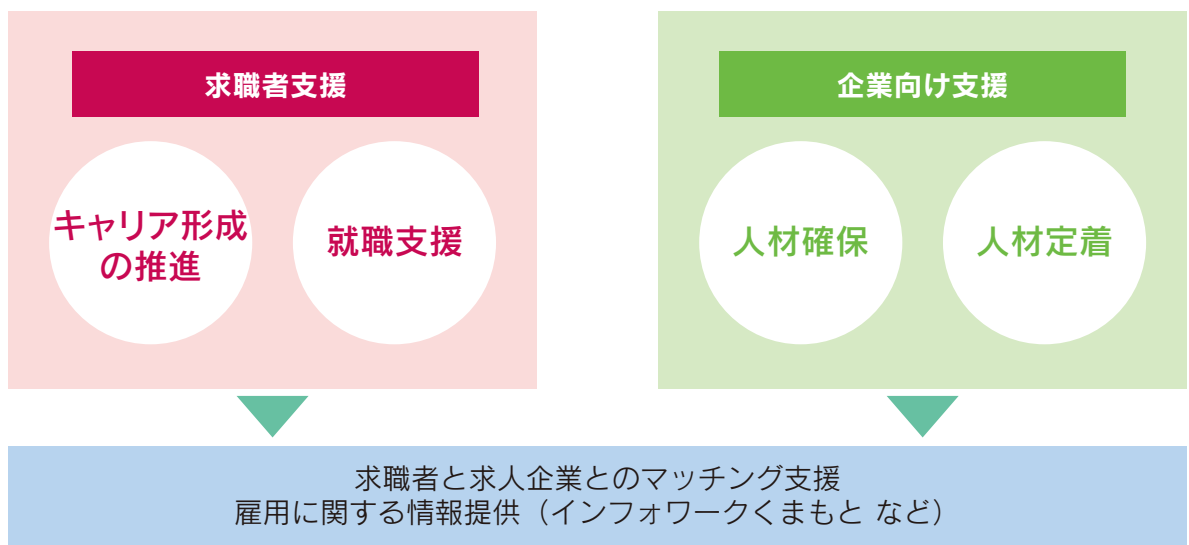 求職者支援
キャリア形成
の推進
就職支援
企業向け支援
人材確保
人材定着
求職者と求人企業とのマッチング支援
雇用に関する情報提供（インフォワークくまもと など）